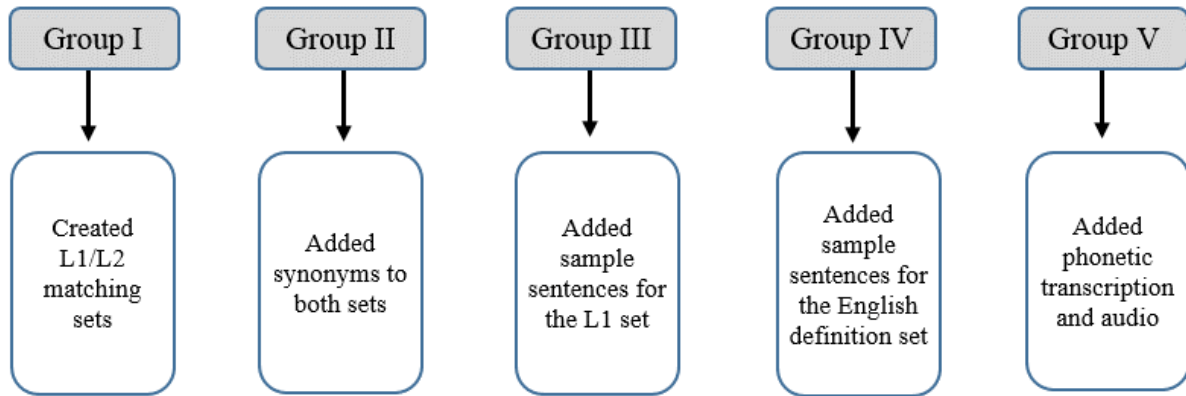 Group I
Group II
Group III
Group IV
Group V
Created
L1/L2
matching
sets
Added
synonyms to
both sets
Added
sample
sentences for
the L1 set
Added
sample
sentences for
the English
definition set
Added
phonetic
transcription
and audio